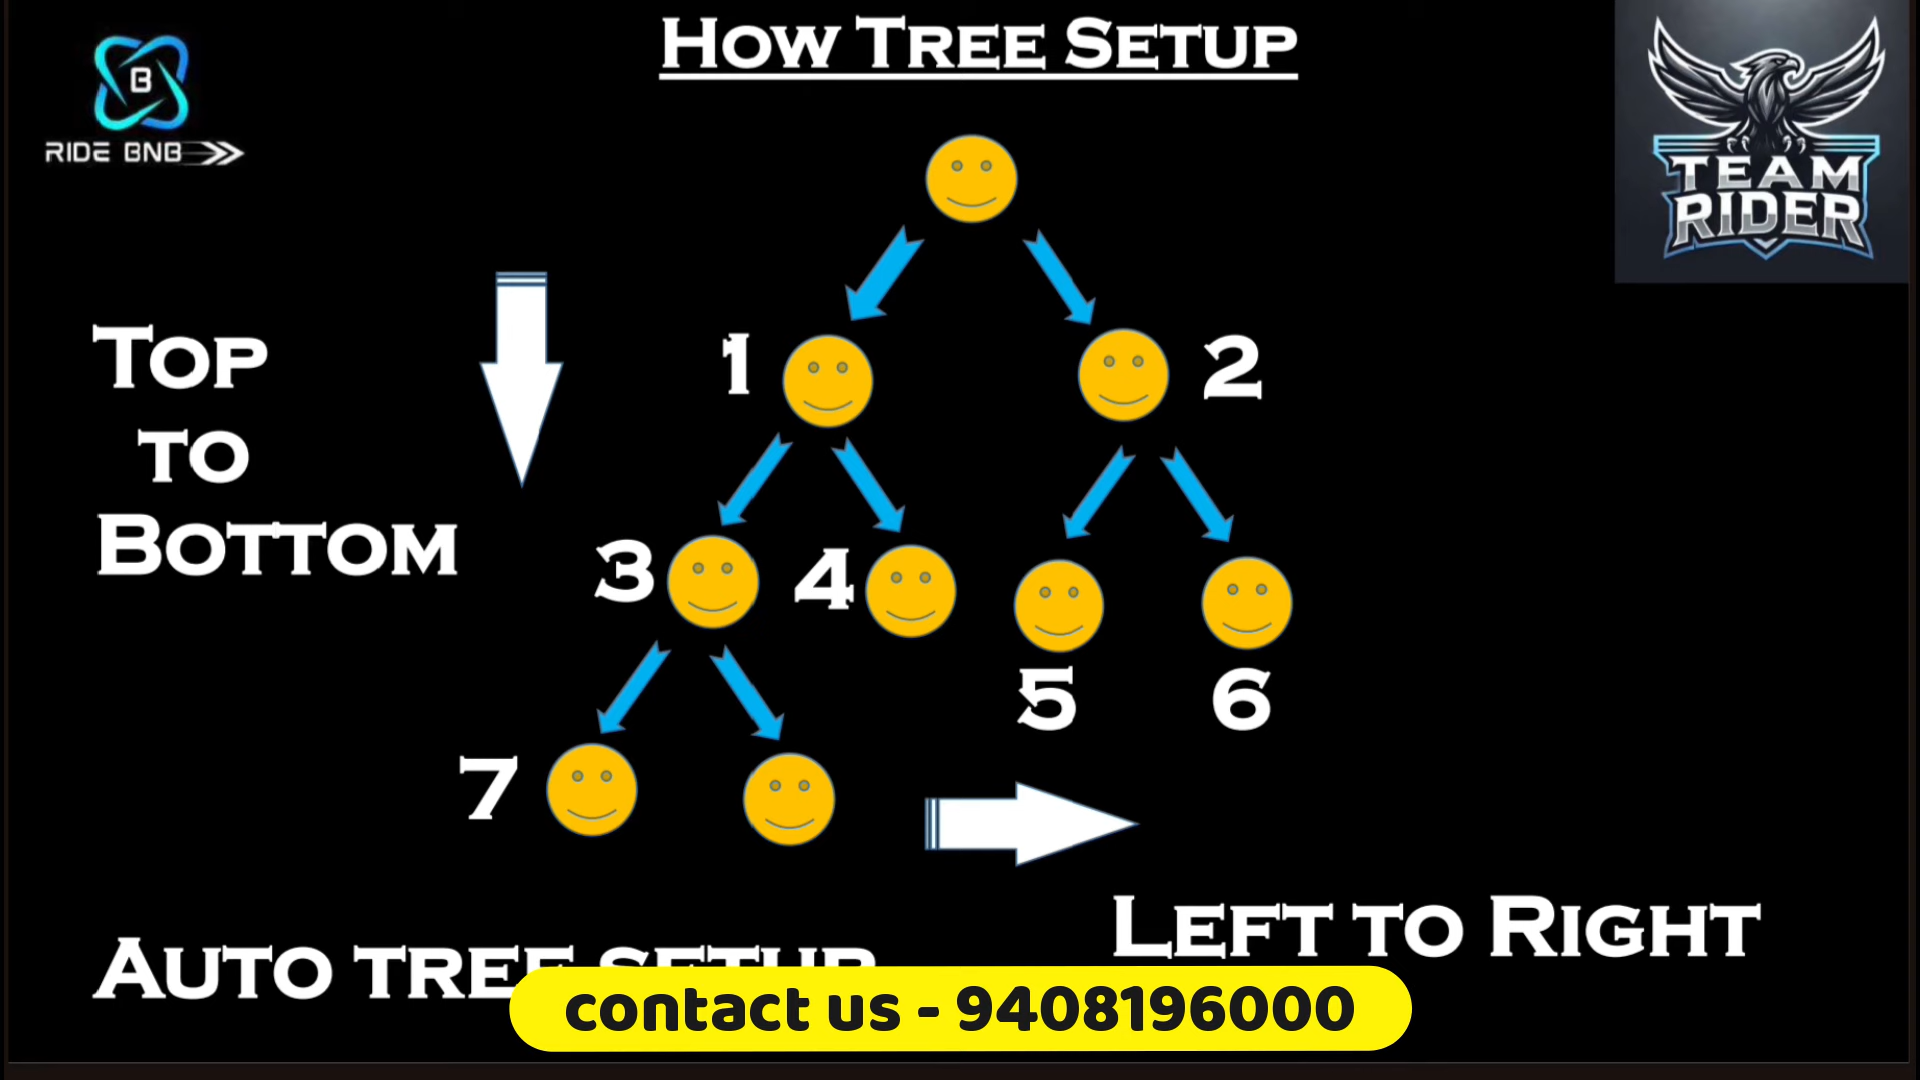 How Tree Setup
B
RIDE BNB
TEAM
RIDER
Top
to
Bottom
1
2
3
4
5
6
7
Left to Right
Auto tree setup
contact us - 9408196000